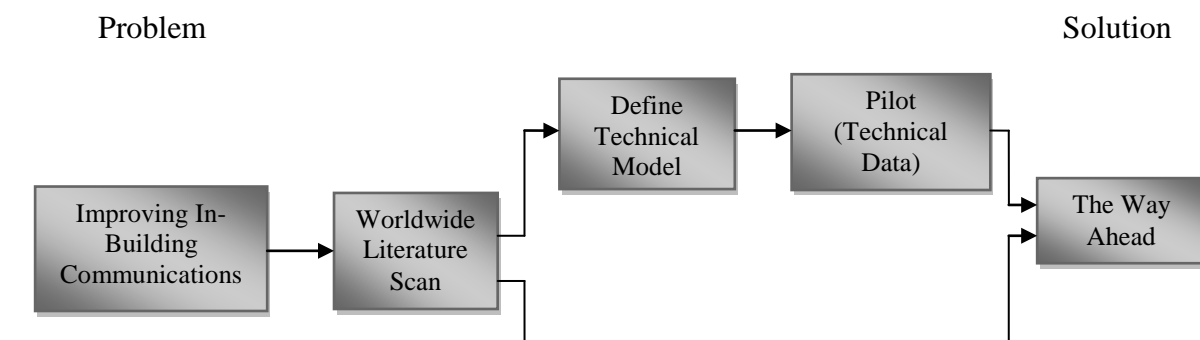 Problem
Solution
Improving In-
Building
Communications
Worldwide
Literature
Scan
Define
Technical
Model
Pilot
(Technical
Data)
The Way
Ahead